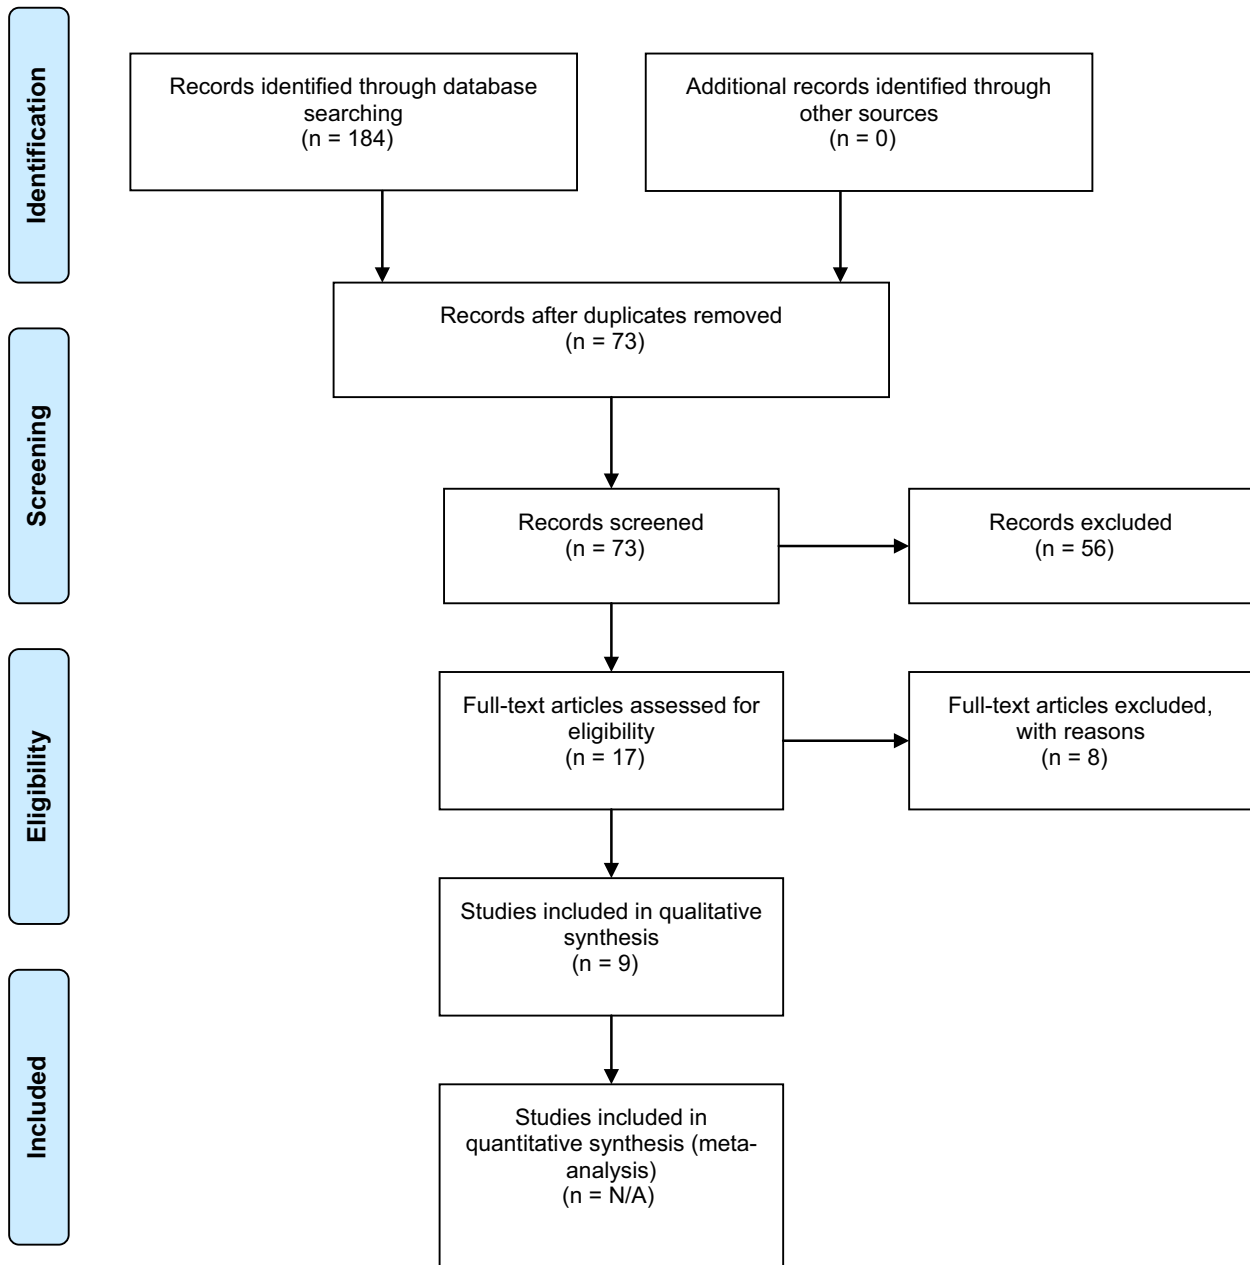 Identification
Records identified through database
searching
(n = 184)
Additional records identified through
other sources
(n = 0)
Records after duplicates removed
(n = 73)
Screening
Records screened
(n = 73)
Records excluded
(n = 56)
Eligibility
Full-text articles assessed for
eligibility
(n = 17)
Full-text articles excluded,
with reasons
(n = 8)
Studies included in qualitative
synthesis
(n = 9)
Included
Studies included in
quantitative synthesis (meta-
analysis)
(n = N/A)